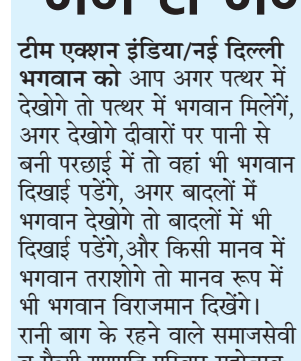 टीम एक्शन इंडिया/नई दिल्ली
भगवान को आप अगर पत्थर में
देखोगे तो पत्थर में भगवान मिलेंगें,
अगर देखोगे दीवारों पर पानी से
बनी परछाई में तो वहां भी भगवान
दिखाई पडेंगे, अगर बादलों में
भगवान देखोगे तो बादलों में भी
दिखाई पडेंगे,और किसी मानव में
भगवान तराशोगे तो मानव रूप में
भी भगवान विराजमान दिखेंगे।
रानी बाग के रहने वाले समाजसेवी